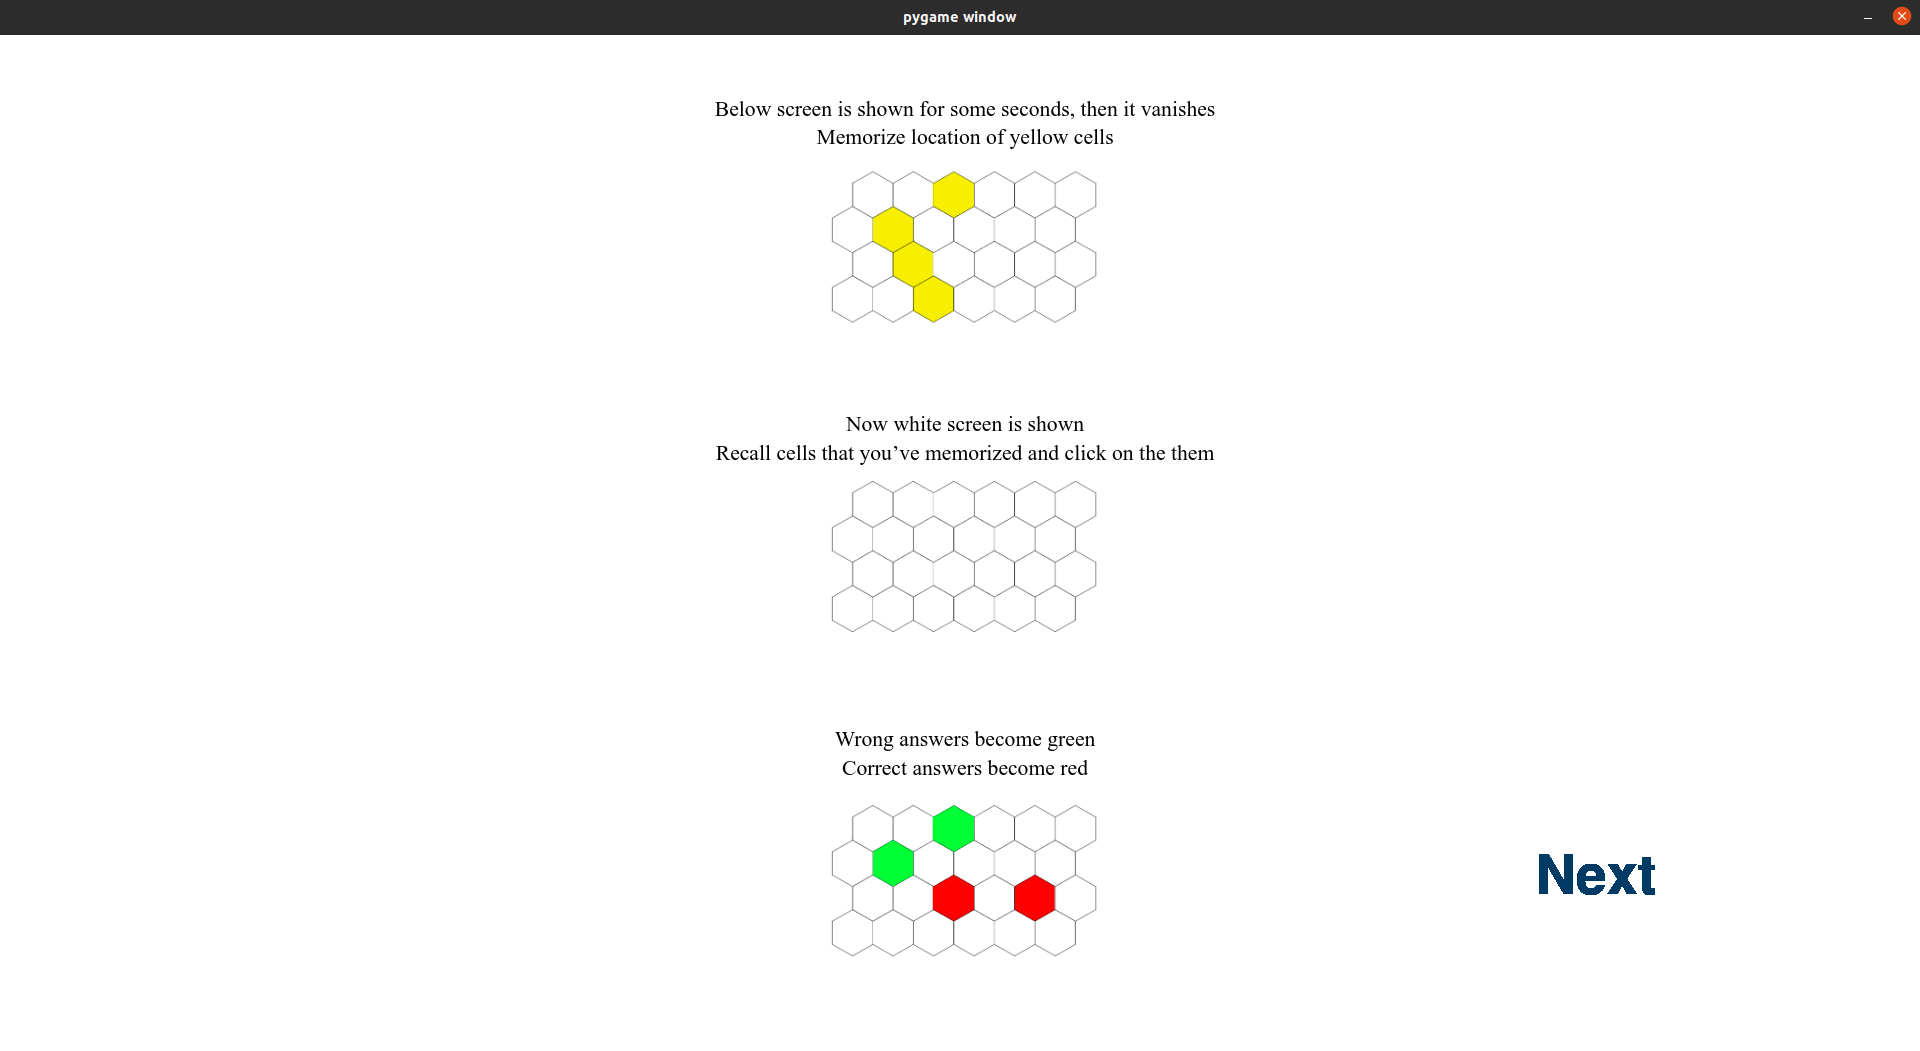 pygame window
Below screen is shown for some seconds, then it vanishes
Memorize location of yellow cells
Now white screen is shown
Recall cells that you've memorized and click on the them
Wrong answers become green
Correct answers become red
Next